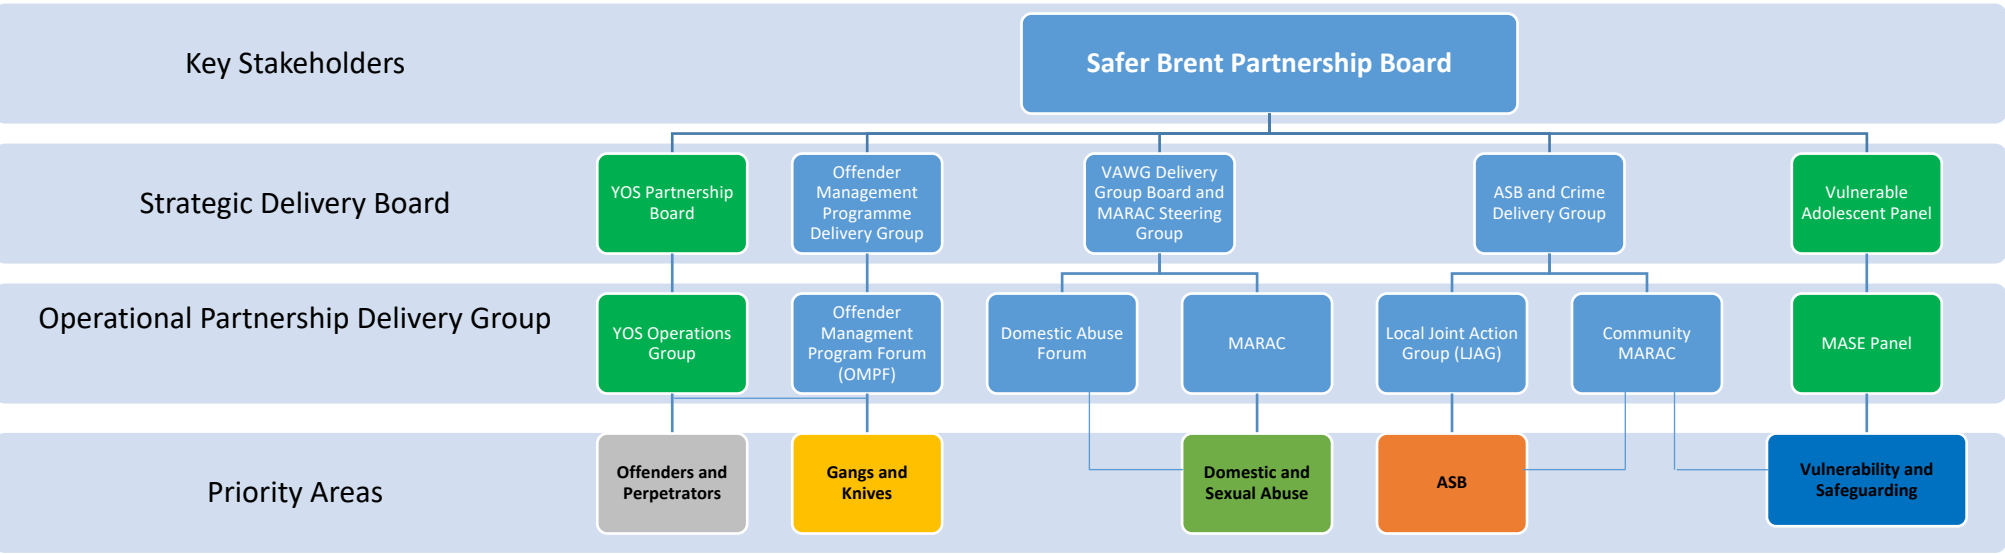 Key Stakeholders
Safer Brent Partnership Board
Strategic Delivery Board
YOS Partnership
Board
Offender
Management
Programme
Delivery Group
VAWG Delivery
Group Board and
MARAC Steering
Group
ASB and Crime
Delivery Group
Vulnerable
Adolescent Panel
Operational Partnership Delivery Group
YOS Operations
Group
Offender
Managment
Program Forum
(OMPF)
Domestic Abuse
Forum
MARAC
Local Joint Action
Group (LJAG)
Community
MARAC
MASE Panel
Priority Areas
Offenders and
Perpetrators
Gangs and
Knives
Domestic and
Sexual Abuse
ASB
Vulnerability and
Safeguarding